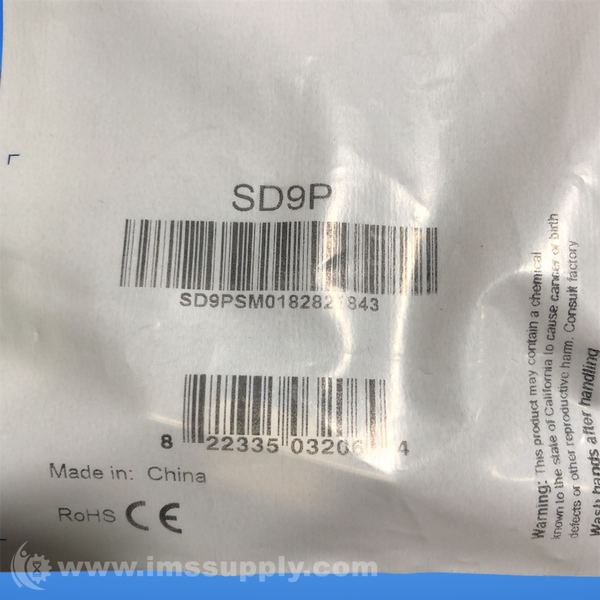 SD9P
SD9PSM0182821843
8 22335 03206 4
Made in: China
RoHS CE
Warning: This product may contain a chemical
known to the state of California to cause cancer or birth
defects or other reproductive harm. Consult factory
Wash hands after handling
www.imssupply.com